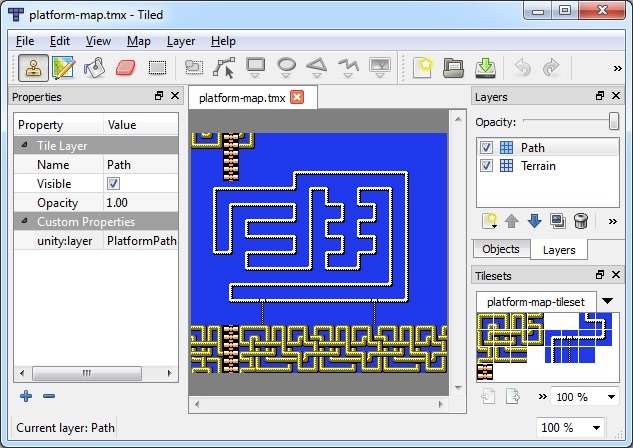 platform-map.tmx - Tiled
File Edit View Map Layer Help
»
Properties
Property Value
Tile Layer
Name Path
Visible
Opacity 1.00
Custom Properties
unity:layer PlatformPath
platform-map.tmx
Layers
Opacity:
Path
Terrain
»
Objects Layers
Tilesets
platform-map-tileset
» 100 %
Current layer: Path
100 %